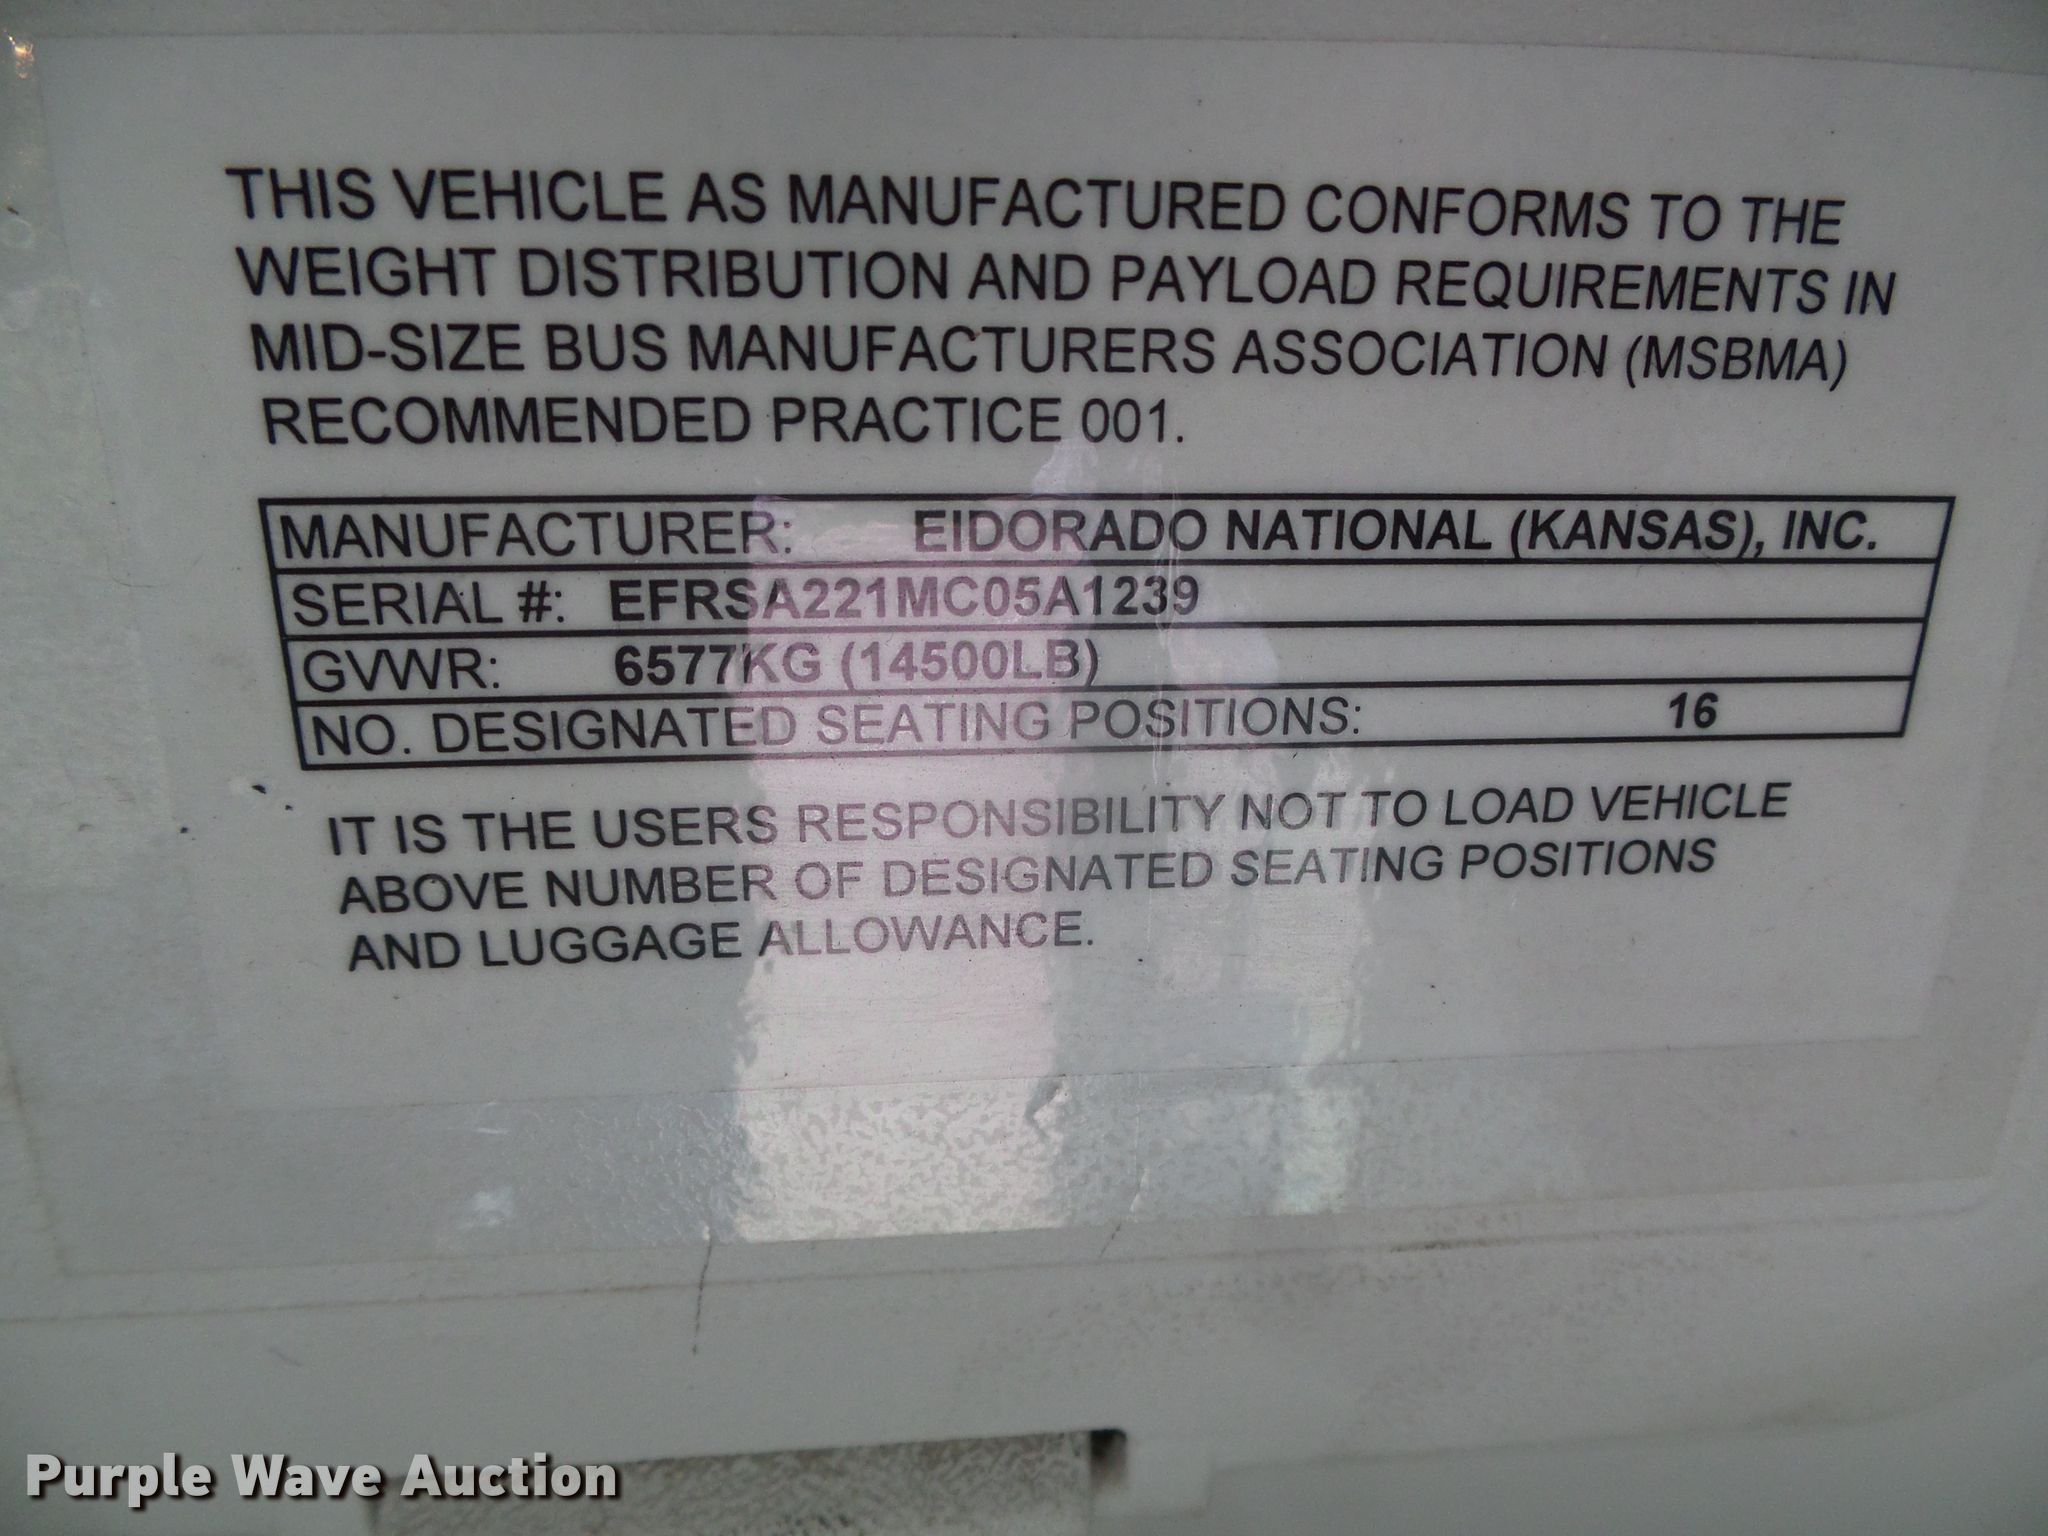 THIS VEHICLE AS MANUFACTURED CONFORMS TO THE
WEIGHT DISTRIBUTION AND PAYLOAD REQUIREMENTS IN
MID-SIZE BUS MANUFACTURERS ASSOCIATION (MSBMA)
RECOMMENDED PRACTICE 001.
MANUFACTURER: EIDORADO NATIONAL (KANSAS), INC.
SERIAL #: EFRSA221MC05A1239
GVWR: 6577KG (14500LB)
NO. DESIGNATED SEATING POSITIONS: 16
IT IS THE USERS RESPONSIBILITY NOT TO LOAD VEHICLE
ABOVE NUMBER OF DESIGNATED SEATING POSITIONS
AND LUGGAGE ALLOWANCE.
Purple Wave Auction